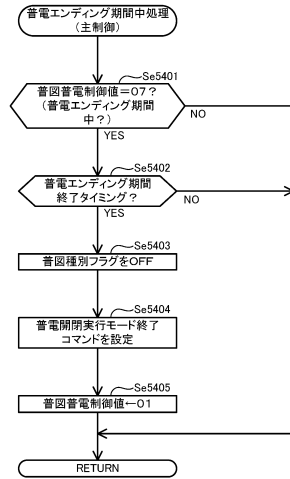 普電エンディング期間中処理
（主制御）
Se5401
普図普電制御値＝07？
（普電エンディング期間
中？）
NO
YES
Se5402
普電エンディング期間
終了タイミング？
NO
YES
Se5403
普図種別フラグをOFF
Se5404
普電開閉実行モード終了
コマンドを設定
Se5405
普図普電制御値←01
RETURN